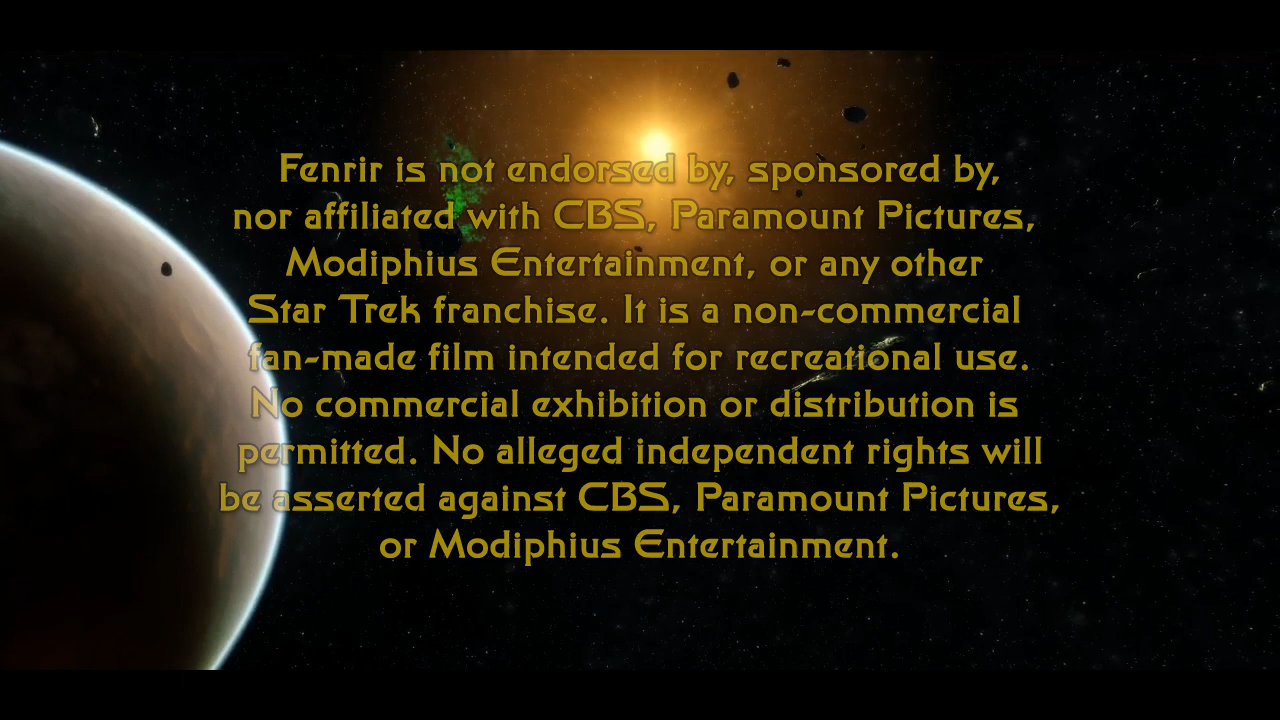 Fenrir is not endorsed by, sponsored by,
nor affiliated with CBS, Paramount Pictures,
Modiphius Entertainment, or any other
Star Trek franchise. It is a non-commercial
fan-made film intended for recreational use.
No commercial exhibition or distribution is
permitted. No alleged independent rights will
be asserted against CBS, Paramount Pictures,
or Modiphius Entertainment.